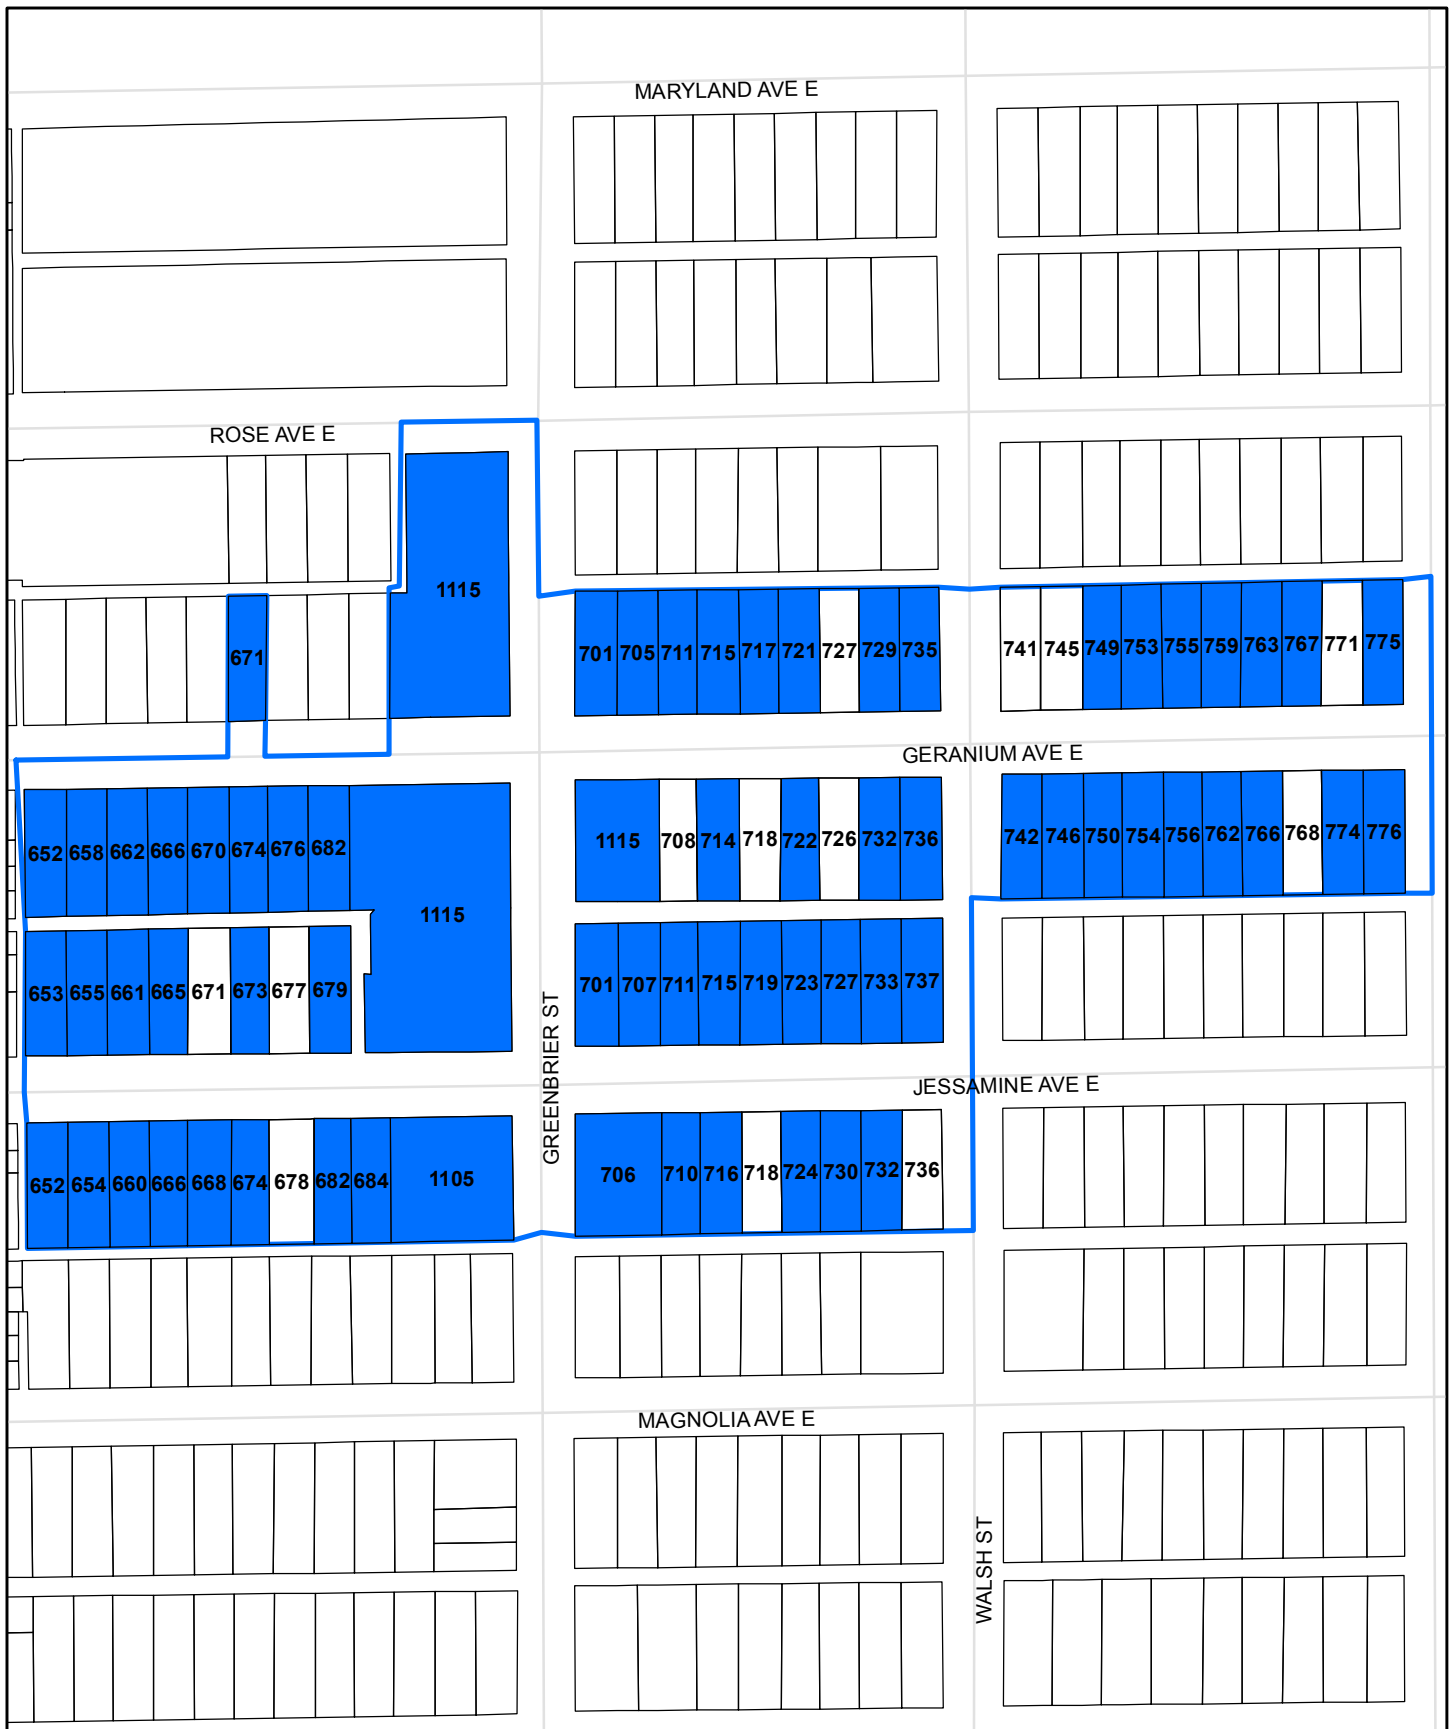 MARYLAND AVE E
ROSE AVE E
1115
671
701 705 711 715 717 721 727 729 735
741 745 749 753 755 759 763 767 771 775
GERANIUM AVE E
652 658 662 666 670 674 676 682
1115 708 714 718 722 726 732 736
742 746 750 754 756 762 766 768 774 776
1115
653 655 661 665 671 673 677 679
701 707 711 715 719 723 727 733 737
GREENBRIER ST
JESSAMINE AVE E
652 654 660 666 668 674 678 682 684 1105
706 710 716 718 724 730 732 736
MAGNOLIA AVE E
WALSH ST